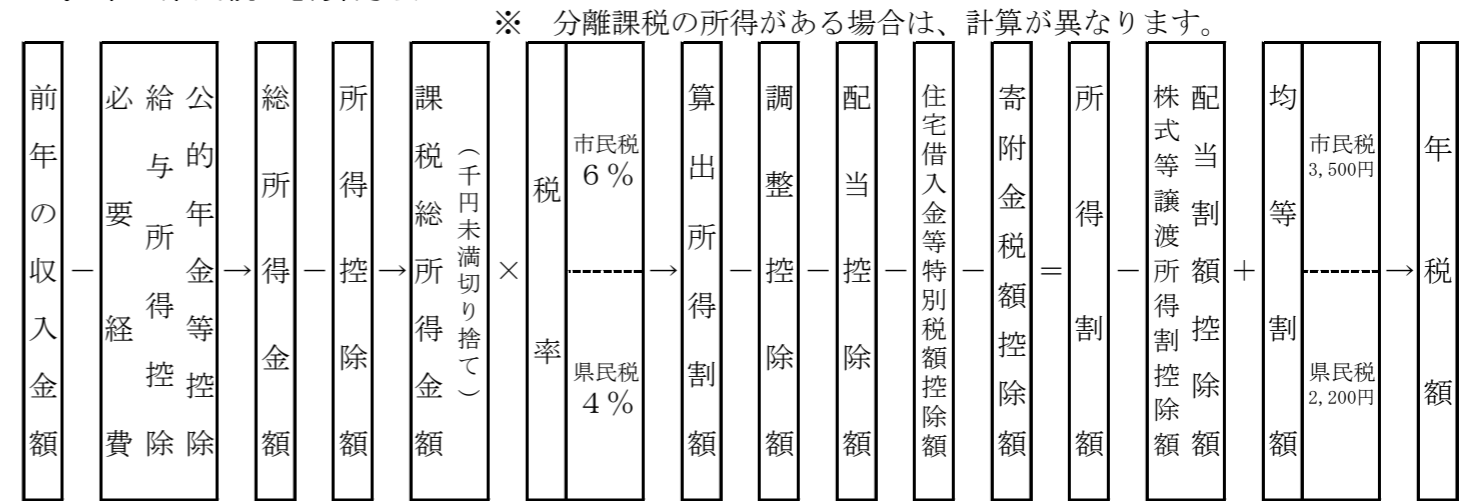 ※　分離課税の所得がある場合は、計算が異なります。
前年の収入金額
－
必要経費
給与所得控除
公的年金等控除
→
総所得金額
－
所得控除額
→
課税総所得金額
（千円未満切り捨て）
×
税率
市民税
6％
県民税
4％
→
算出所得割額
－
調整控除額
－
配当控除額
－
住宅借入金等特別税額控除額
－
寄附金税額控除額
＝
所得割額
－
株式等譲渡所得割控除額
配当割額控除額
＋
均等割額
市民税
3,500円
県民税
2,200円
→
年税額